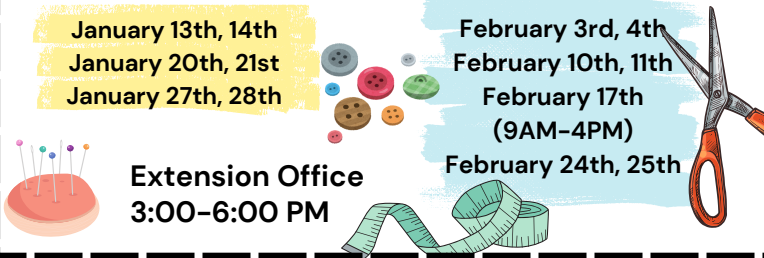 January 13th, 14th
January 20th, 21st
January 27th, 28th
February 3rd, 4th
February 10th, 11th
February 17th
(9AM-4PM)
February 24th, 25th
Extension Office
3:00-6:00 PM